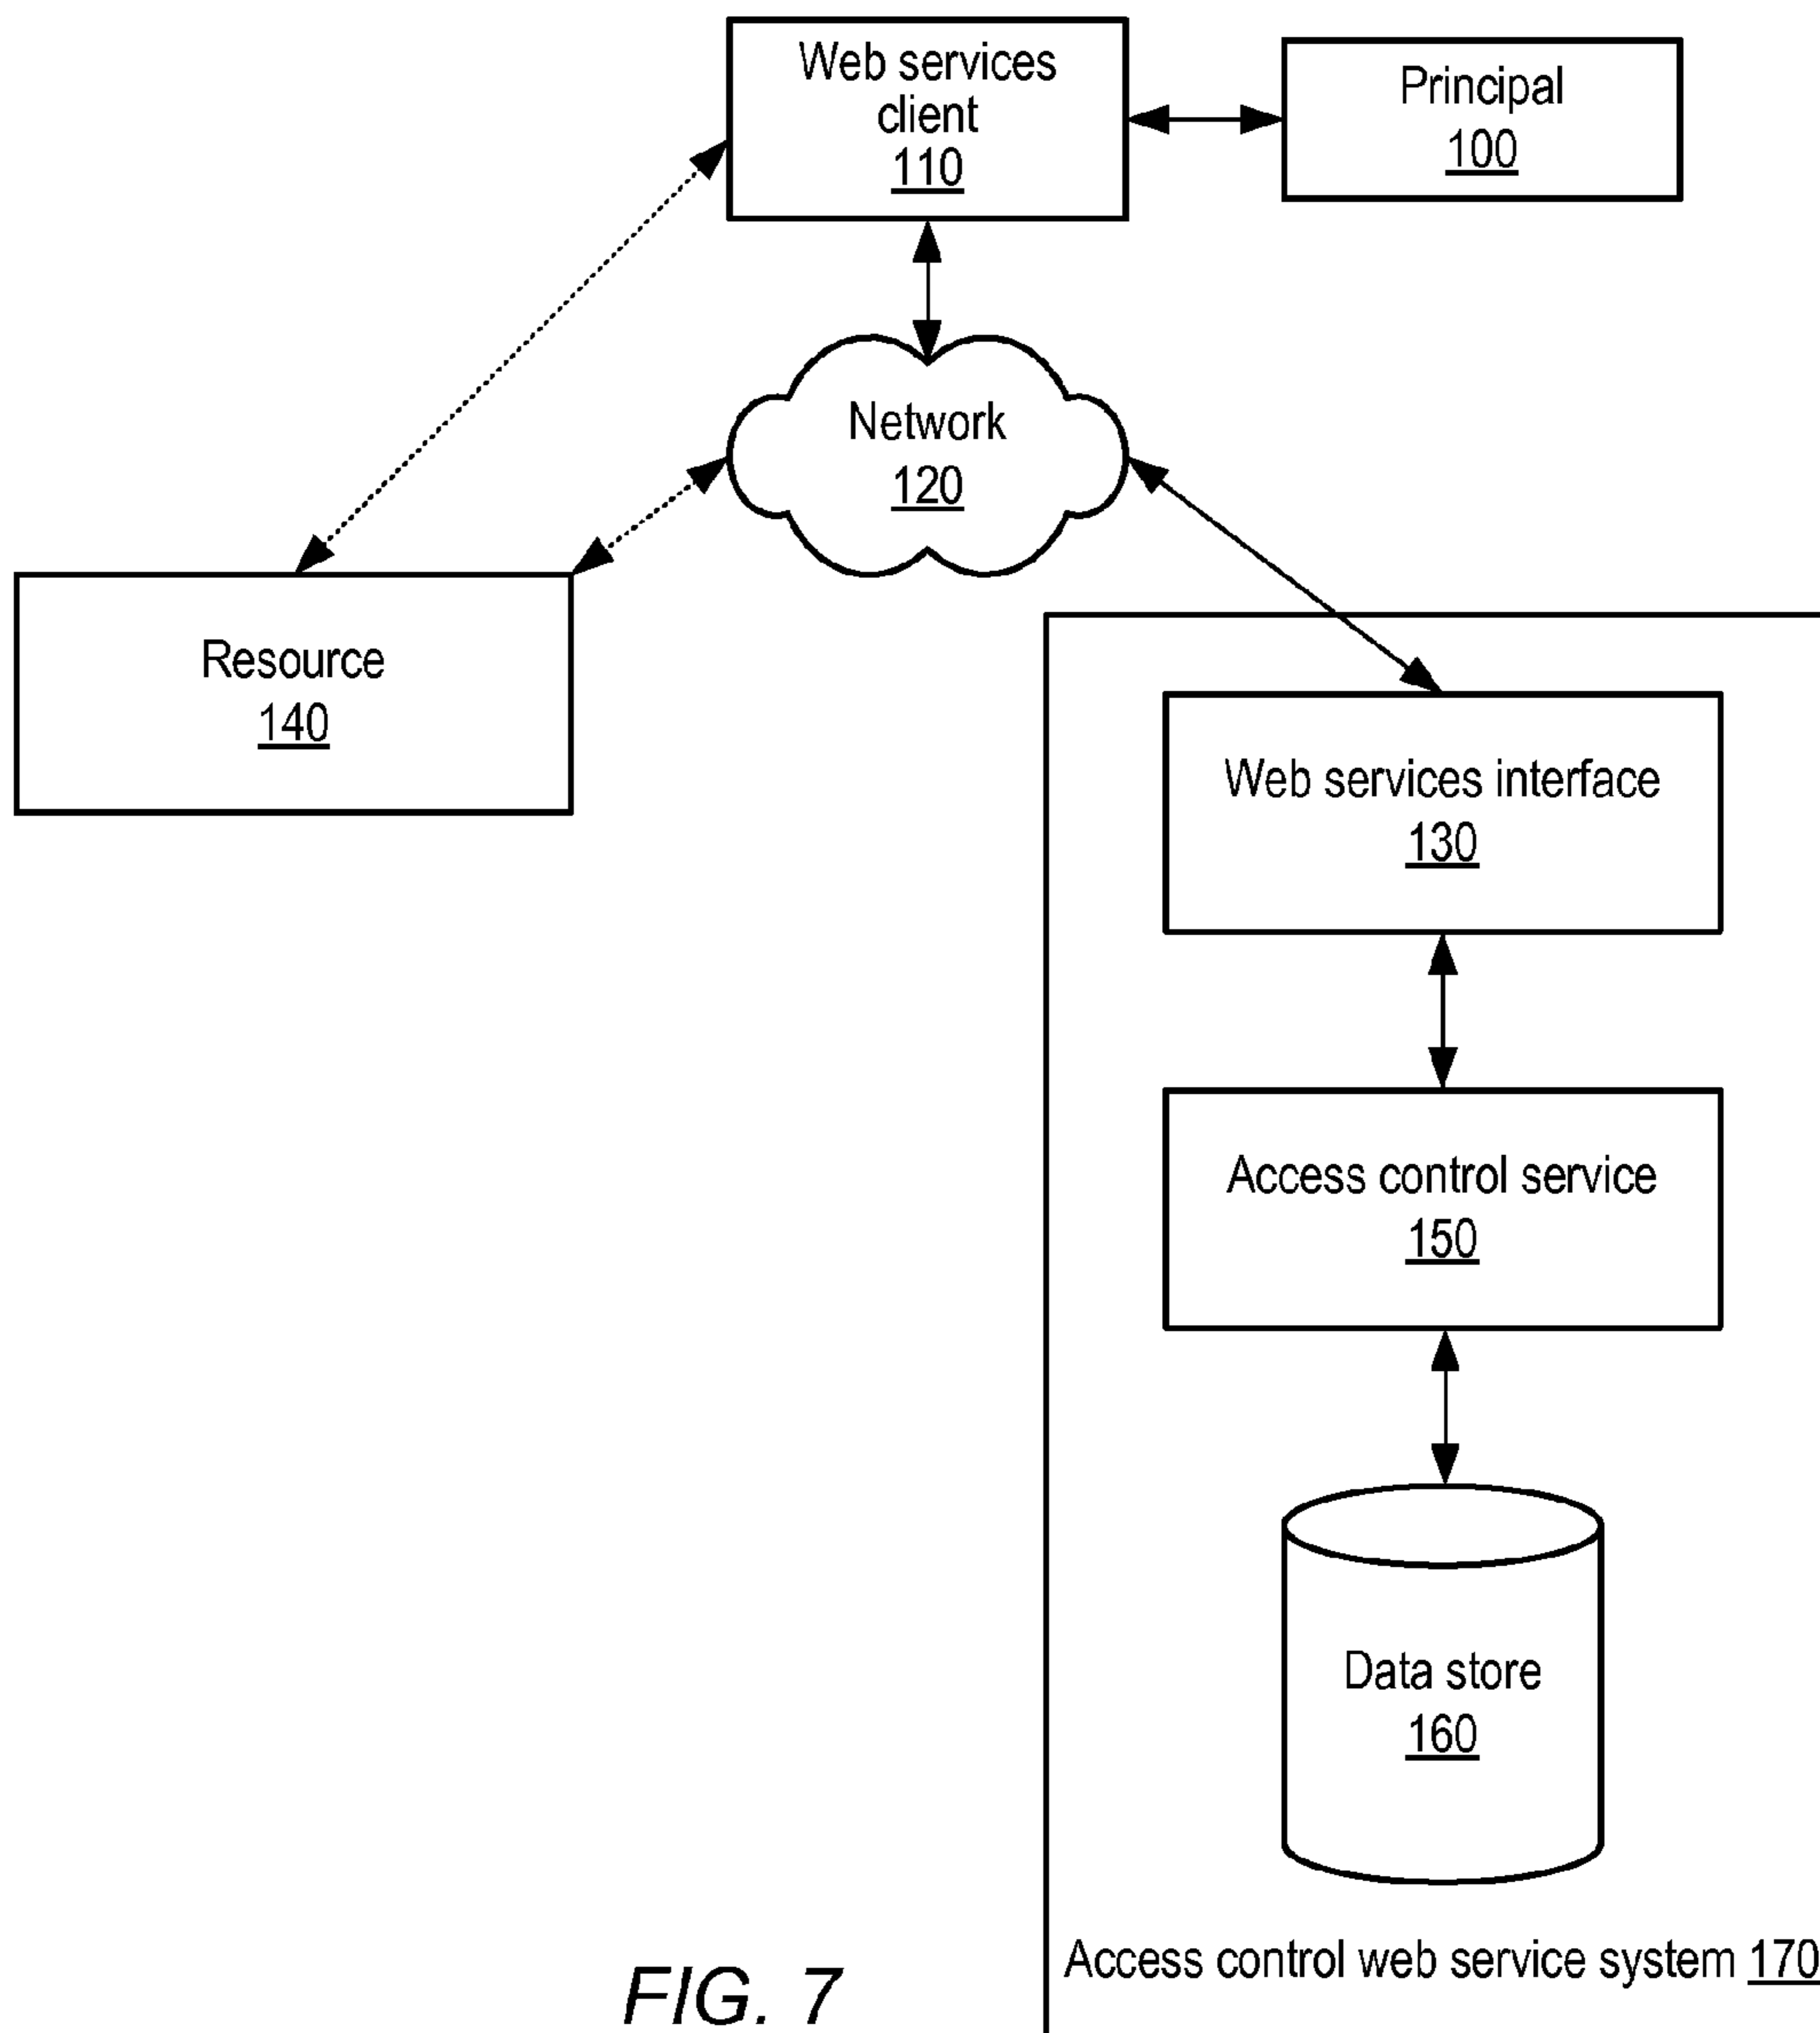 Web services
client
110
Principal
100
Network
120
Resource
140
Web services interface
130
Access control service
150
Data store
160
Access control web service system 170
FIG. 7